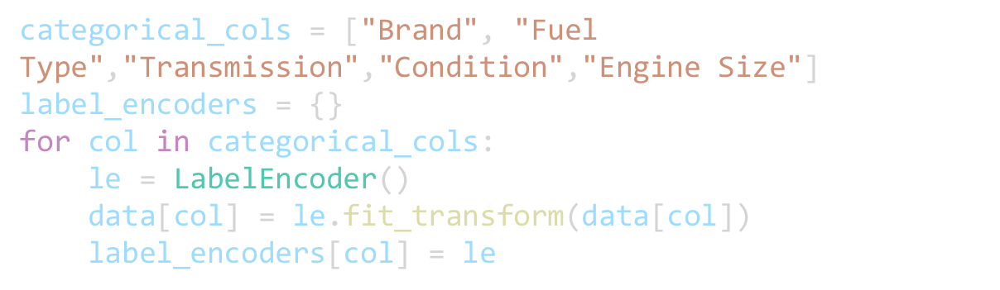 categorical_cols = ["Brand", "Fuel
Type","Transmission","Condition","Engine Size"]
label_encoders = {}
for col in categorical_cols:
    le = LabelEncoder()
    data[col] = le.fit_transform(data[col])
    label_encoders[col] = le